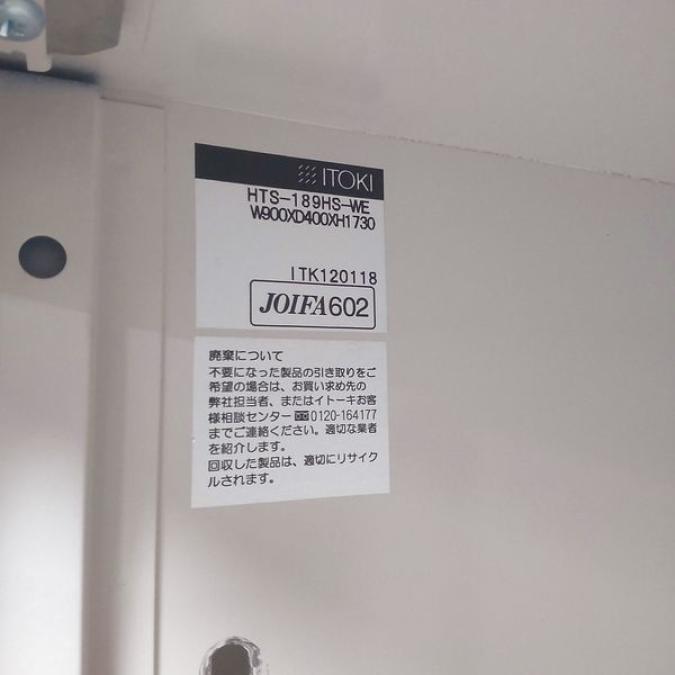 ITOKI
HTS-189HS-WE
W900XD400XH1730
ITK120118
JOIFA602
廃棄について
不要になった製品の引き取りをご
希望の場合は、お買い求め先の
弊社担当者、またはイトーキお客
様相談センター 0120-164177
までご連絡ください。適切な業者
を紹介します。
回収した製品は、適切にリサイク
ルされます。